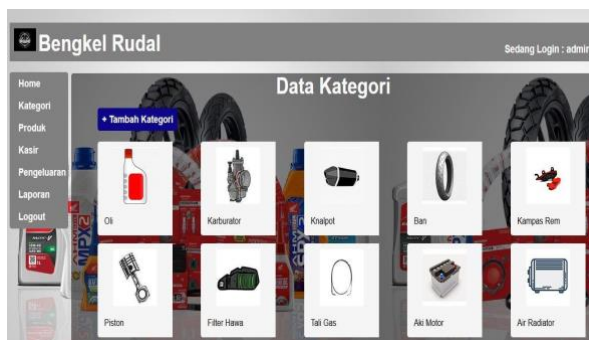 Bengkel Rudal
Sedang Login : admin
Home
Kategori
Produk
Kasir
Pengeluaran
Laporan
Logout
Data Kategori
+ Tambah Kategori
Oli
Karburator
Knalpot
Ban
Kampas Rem
Piston
Filter Hawa
Tali Gas
Aki Motor
Air Radiator
MPX2